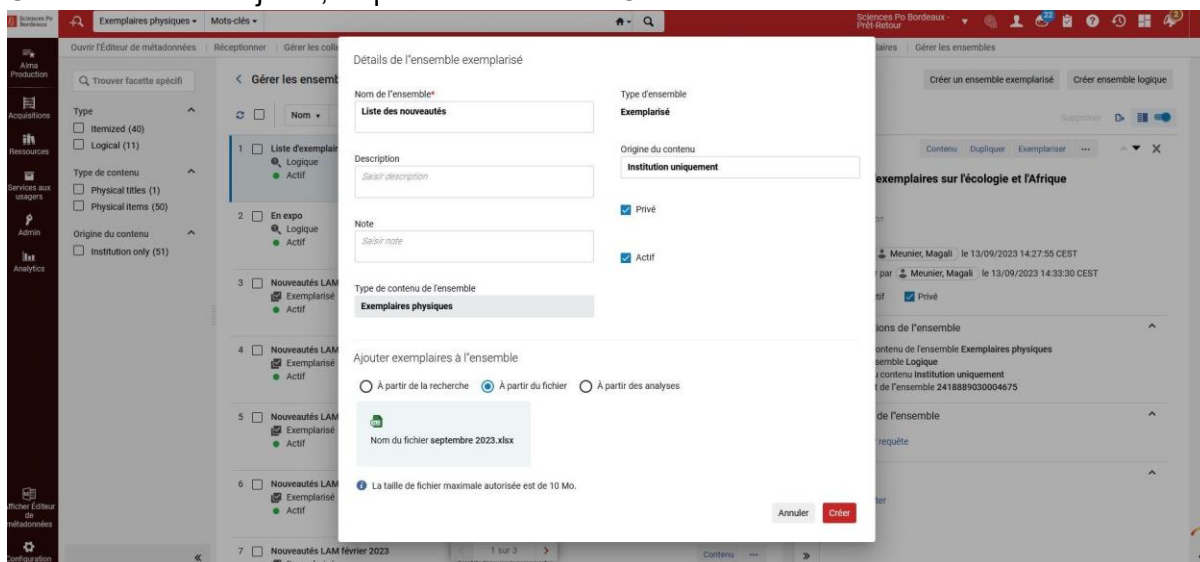 Sciences Po
Bordeaux
Exemplaires physiques
Mots-clés
Sciences Po Bordeaux -
Prêt-Retour
22
2
Alma
Production
Acquisitions
Ressources
Services aux
usagers
Admin
Analytics
Afficher Éditeur
de
métadonnées
Configuration
Ouvrir l'Éditeur de métadonnées
Réceptionner
Gérer les
Gérer les ensembles
Trouver facette spécifi
Type
Itemized (40)
Logical (11)
Type de contenu
Physical titles (1)
Physical items (50)
Origine du contenu
Institution only (51)
Gérer les
Nom
1
Logique
Actif
2
En expo
Logique
Actif
3
Nouveautés LAM
Exemplarisé
Actif
4
Nouveautés LAM
Exemplarisé
Actif
5
Nouveautés LAM
Exemplarisé
Actif
6
Nouveautés LAM
Exemplarisé
Actif
7
Nouveautés LAM février 2023
1 sur 3
Contenu
Détails de l"ensemble exemplarisé
Nom de l"ensemble*
Liste des nouveautés
Type d'ensemble
Exemplarisé
Description
Saisir description
Origine du contenu
Institution uniquement
Privé
Note
Saisir note
Actif
Type de contenu de l'ensemble
Exemplaires physiques
Ajouter exemplaires à l"ensemble
À partir de la recherche
À partir du fichier
À partir des analyses
Nom du fichier septembre 2023.xlsx
La taille de fichier maximale autorisée est de 10 Mo.
Annuler
Créer
Créer un ensemble exemplarisé
Créer ensemble logique
Supprimer
Contenu
Dupliquer
Exemplariser
exemplaires sur l'écologie et l'Afrique
Meunier, Magali
le 13/09/2023 14:27:55 CEST
par
Meunier, Magali
le 13/09/2023 14:33:30 CEST
Privé
de l"ensemble
contenu de l'ensemble Exemplaires physiques
Logique
contenu Institution uniquement
de l"ensemble 2418889030004675
de l"ensemble
requête